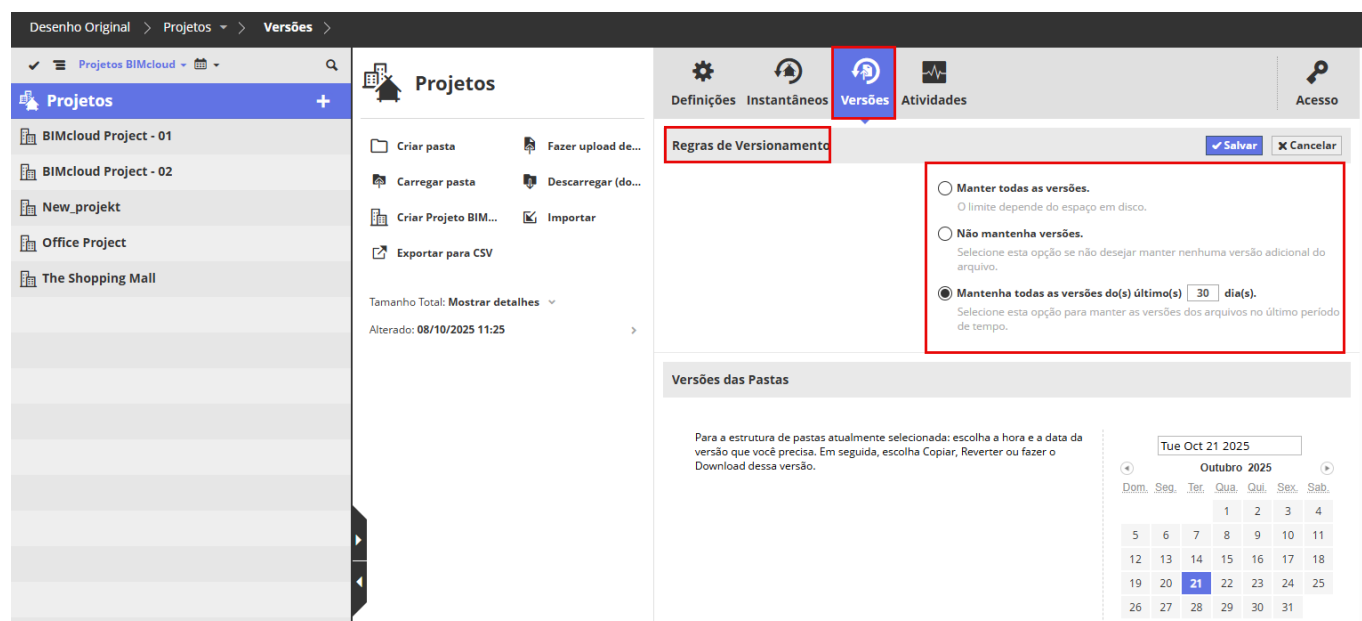 Desenho Original > Projetos > Versões >
Projetos BIMcloud
Projetos +
BIMcloud Project - 01
BIMcloud Project - 02
New_projekt
Office Project
The Shopping Mall
Projetos
Criar pasta
Fazer upload de...
Carregar pasta
Descarregar (do...
Criar Projeto BIM...
Importar
Exportar para CSV
Tamanho Total: Mostrar detalhes
Alterado: 08/10/2025 11:25
Definições
Instantâneos
Versões
Atividades
Acesso
Regras de Versionamento
Salvar
Cancelar
Manter todas as versões.
O limite depende do espaço em disco.
Não mantenha versões.
Selecione esta opção se não desejar manter nenhuma versão adicional do
arquivo.
Mantenha todas as versões do(s) último(s) 30 dia(s).
Selecione esta opção para manter as versões dos arquivos no último período
de tempo.
Versões das Pastas
Para a estrutura de pastas atualmente selecionada: escolha a hora e a data da
versão que você precisa. Em seguida, escolha Copiar, Reverter ou fazer o
Download dessa versão.
Tue Oct 21 2025
Outubro 2025
Dom. Seg. Ter. Qua. Qui. Sex. Sab.
1 2 3 4
5 6 7 8 9 10 11
12 13 14 15 16 17 18
19 20 21 22 23 24 25
26 27 28 29 30 31